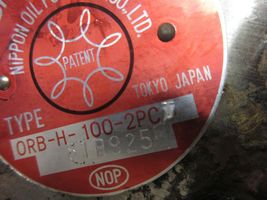 NIPPON OIL
CO., LTD.
PATENT
TOKYO JAPAN
TYPE
ORB-H-100-2PC
NOP